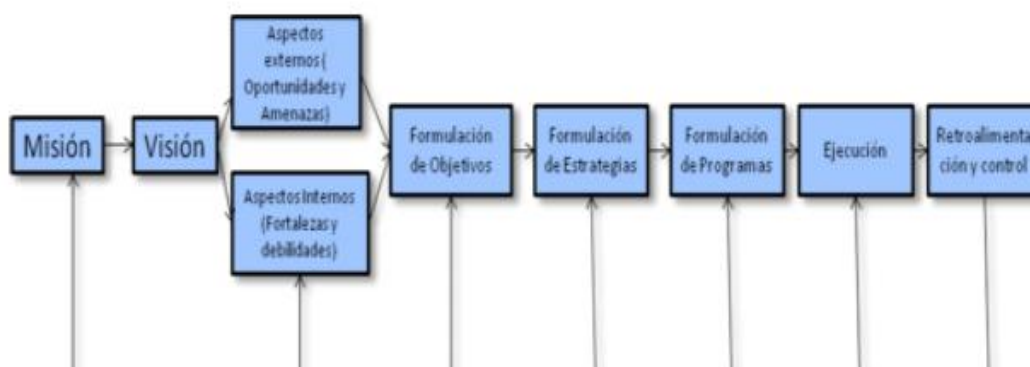 Misión
Visión
Aspectos
externos (
Oportunidades y
Amenazas)
Aspectos Internos
(Fortalezas y
debilidades)
Formulación
de Objetivos
Formulación
de Estrategias
Formulación
de Programas
Ejecución
Retroalimenta
ción y control